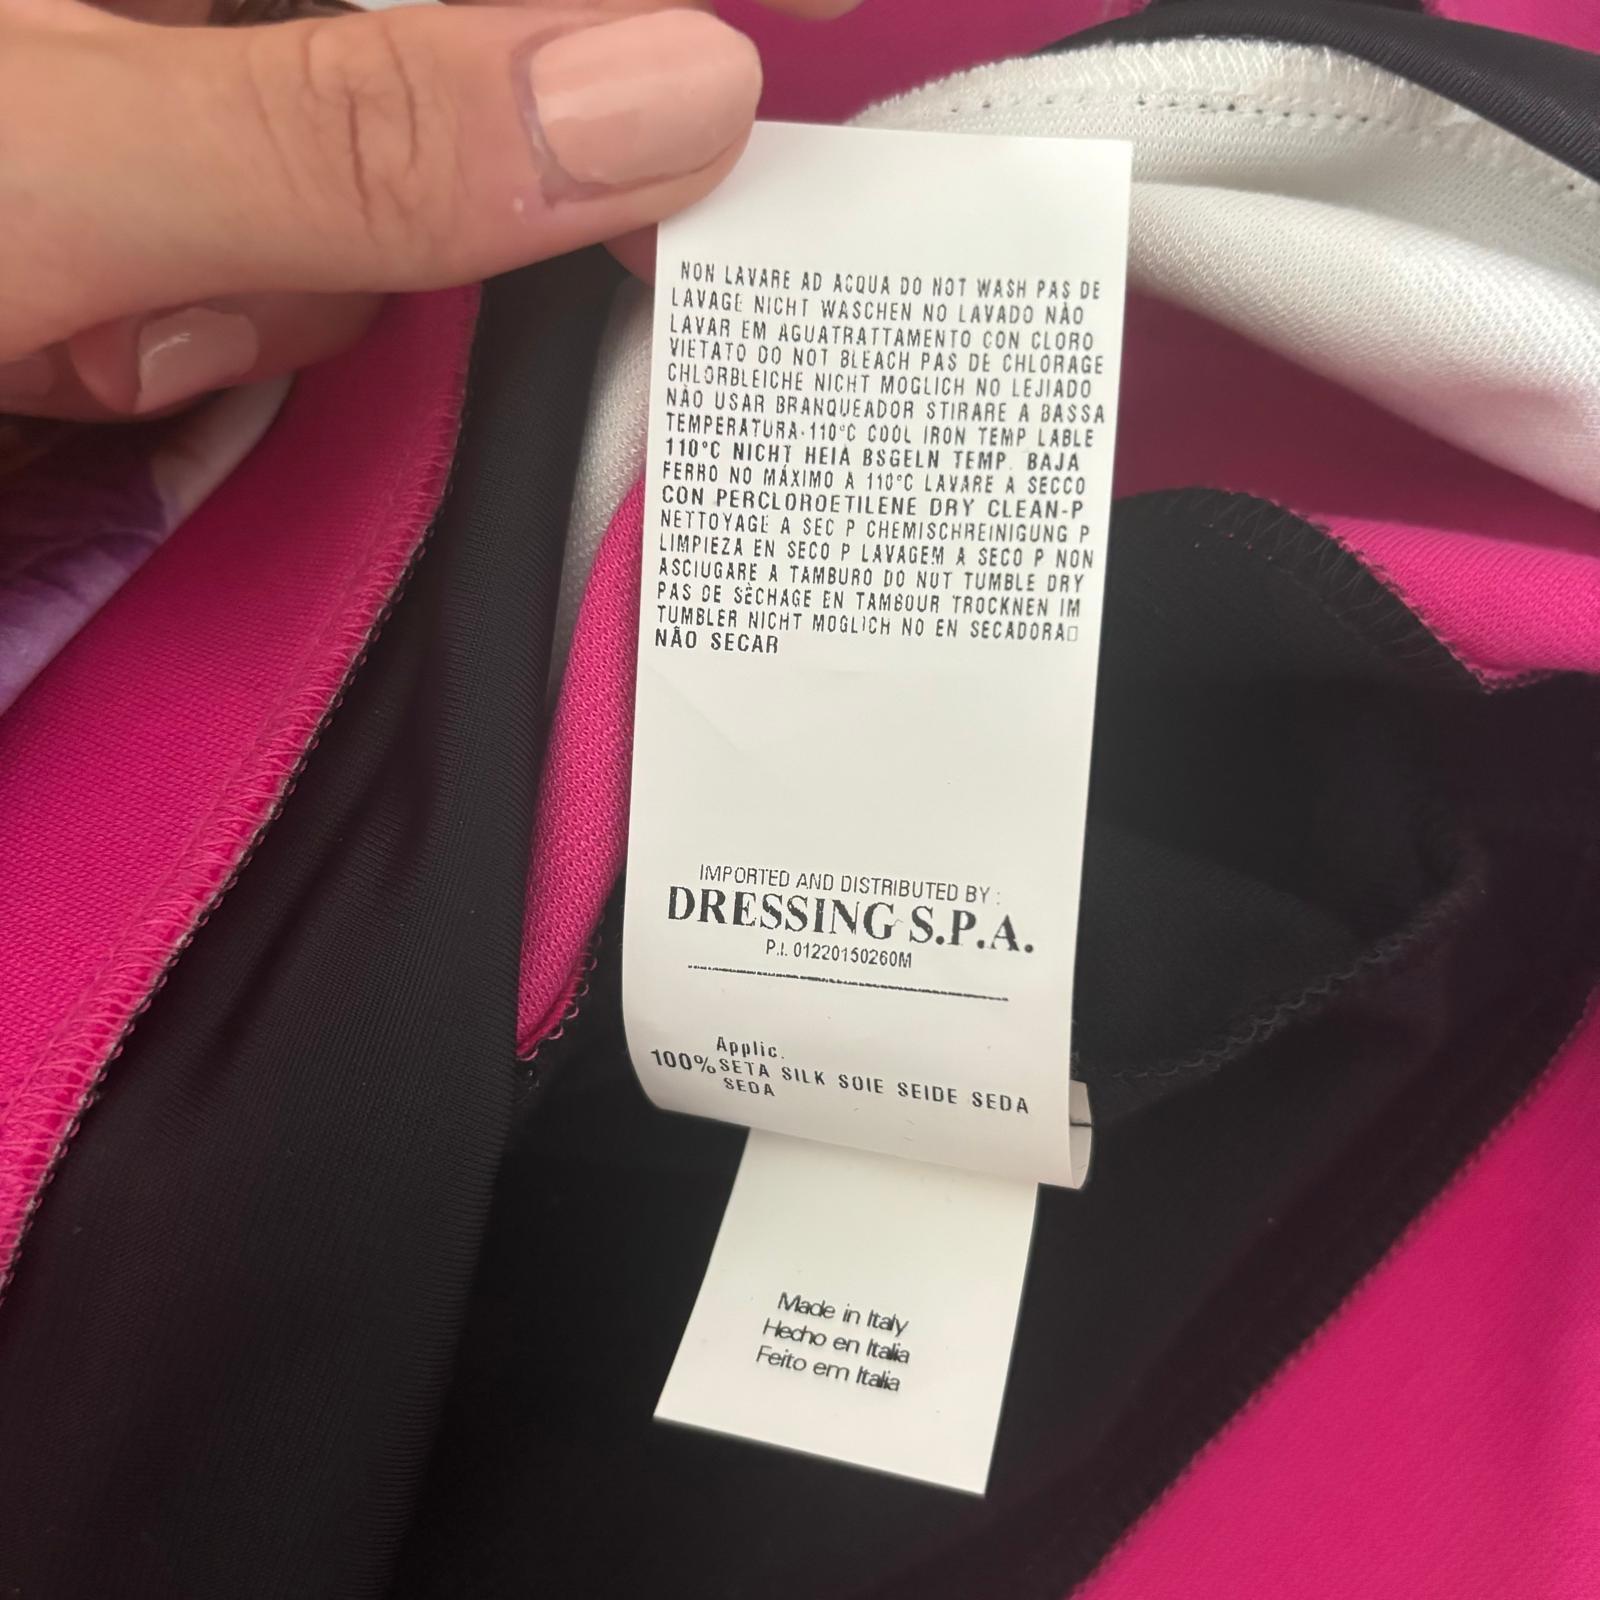 NON LAVARE AD ACQUA DO NOT WASH PAS DE
LAVAGE NICHT WASCHEN NO LAVADO NÃO
LAVAR EM AGUATRATTAMENTO CON CLORO
VIETATO DO NOT BLEACH PAS DE CHLORAGE
CHLORBLEICHE NICHT MOGLICH NO LEJIADO
NÃO USAR BRANQUEADOR STIRARE A BASSA
TEMPERATURA-110°C COOL IRON TEMP LABLE
110°C NICHT HEIA BSGELN TEMP. BAJA
FERRO NO MÁXIMO A 110°C LAVARE A SECCO
CON PERCLOROETILENE DRY CLEAN-P
NETTOYAGE A SEC P CHEMISCHREINIGUNG P
LIMPIEZA EN SECO P LAVAGEM A SECO P NON
ASCIUGARE A TAMBURO DO NUT TUMBLE DRY
PAS DE SÈCHAGE EN TAMBOUR TROCKNEN IM
TUMBLER NICHT MOGLICH NO EN SECADORA□
NÃO SECAR
IMPORTED AND DISTRIBUTED BY :
DRESSING S.P.A.
P.I. 01220150260M
Applic.
100% SETA SILK SOIE SEIDE SEDA
SEDA
Made in Italy
Hecho en Italia
Feito em Italia